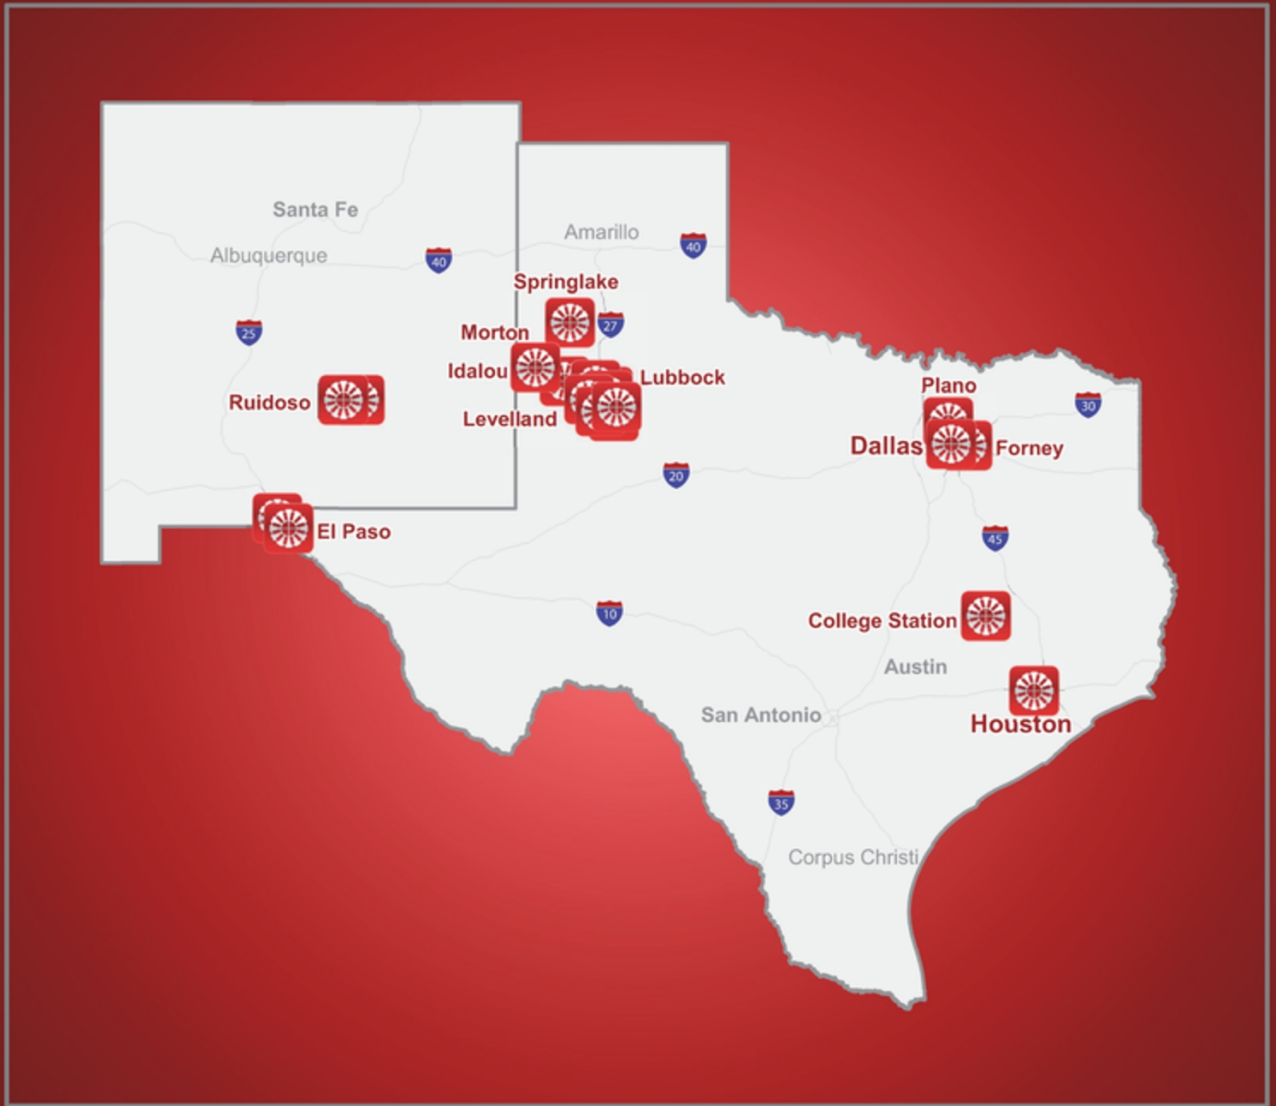 Santa Fe
Amarillo
40
Albuquerque
40
Springlake
27
Morton
25
Idalou
Lubbock
Plano
Ruidoso
30
Levelland
Dallas
Forney
20
El Paso
45
10
College Station
Austin
San Antonio
Houston
35
Corpus Christi